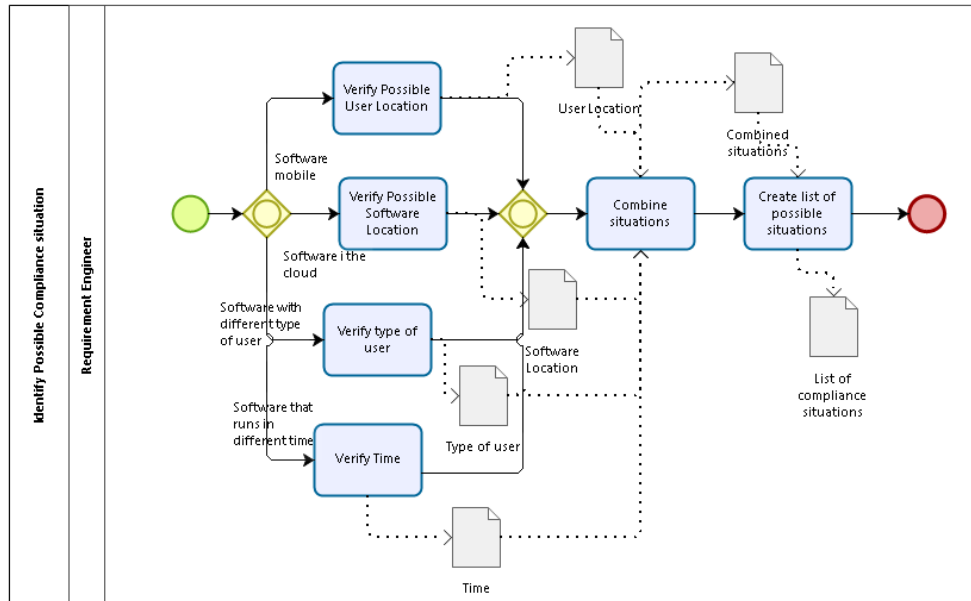 Identify Possible Compliance situation
Requirement Engineer
Verify Possible
User Location
User Location
Combined
situations
Software
mobile
Verify Possible
Software
Location
Combine
situations
Create list of
possible
situations
Software i the
cloud
Software with
different type
of user
Verify type of
user
Software
Location
List of
compliance
situations
Type of user
Software that
runs in
different time
Verify Time
Time